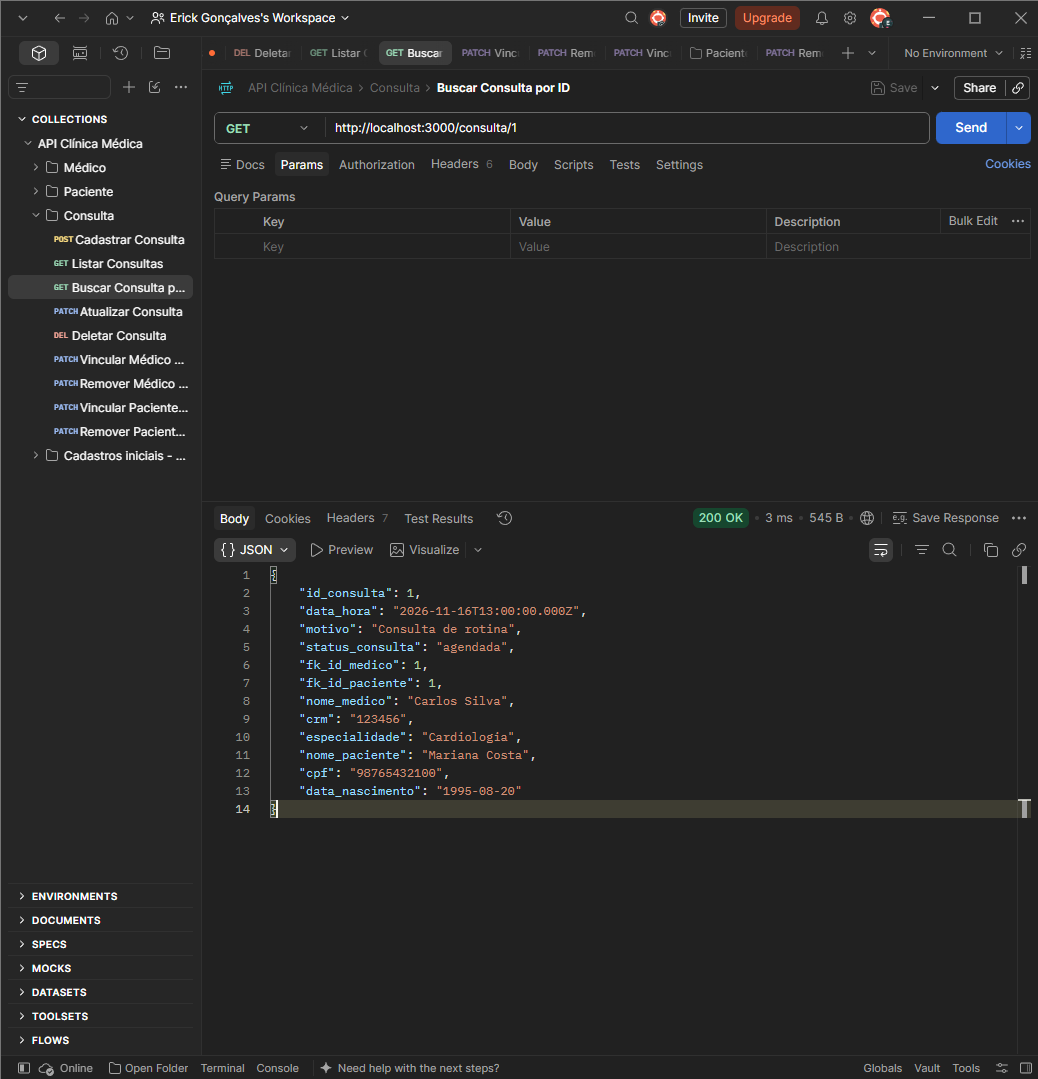 Erick Gonçalves's Workspace
Invite
Upgrade
DEL Deletar
GET Listar
GET Buscar
PATCH Vinc
PATCH Rem
PATCH Vinc
Pacient
PATCH Rem
No Environment
COLLECTIONS
API Clínica Médica
Médico
Paciente
Consulta
POST Cadastrar Consulta
GET Listar Consultas
GET Buscar Consulta p...
PATCH Atualizar Consulta
DEL Deletar Consulta
PATCH Vincular Médico ...
PATCH Remover Médico ...
PATCH Vincular Paciente...
PATCH Remover Pacient...
Cadastros iniciais - ...
ENVIRONMENTS
DOCUMENTS
SPECS
MOCKS
DATASETS
TOOLSETS
FLOWS
HTTP API Clínica Médica > Consulta > Buscar Consulta por ID
Save
Share
GET http://localhost:3000/consulta/1
Send
Docs Params Authorization Headers 6 Body Scripts Tests Settings
Cookies
Query Params
Key Value Description Bulk Edit ...
Key Value Description
Body Cookies Headers 7 Test Results
200 OK • 3 ms • 545 B • e.g. Save Response ...
{} JSON Preview Visualize
1 {
2 "id_consulta": 1,
3 "data_hora": "2026-11-16T13:00:00.000Z",
4 "motivo": "Consulta de rotina",
5 "status_consulta": "agendada",
6 "fk_id_medico": 1,
7 "fk_id_paciente": 1,
8 "nome_medico": "Carlos Silva",
9 "crm": "123456",
10 "especialidade": "Cardiologia",
11 "nome_paciente": "Mariana Costa",
12 "cpf": "98765432100",
13 "data_nascimento": "1995-08-20"
14 }
Online Open Folder Terminal Console Need help with the next steps?
Globals Vault Tools